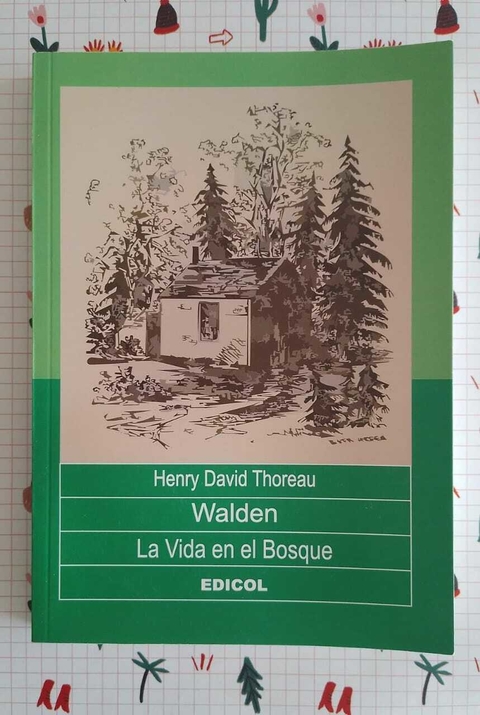 Henry David Thoreau
Walden
La Vida en el Bosque
EDICOL